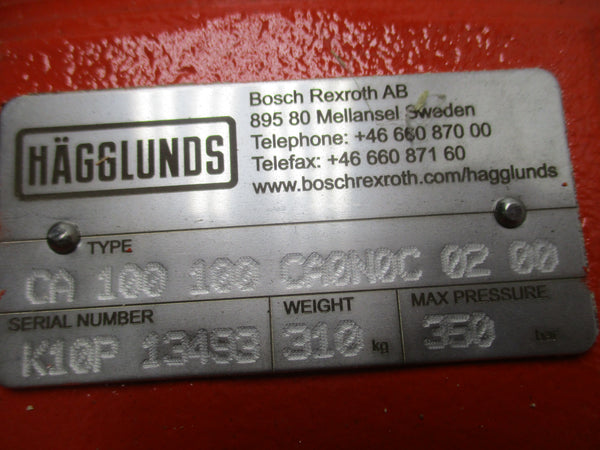 HÄGGLUNDS
Bosch Rexroth AB
895 80 Mellansel Sweden
Telephone: +46 660 870 00
Telefax: +46 660 871 60
www.boschrexroth.com/hagglunds
TYPE
CA 100 100 CA0N0C 02 00
SERIAL NUMBER
K10P 13493
WEIGHT
310 kg
MAX PRESSURE
350 bar